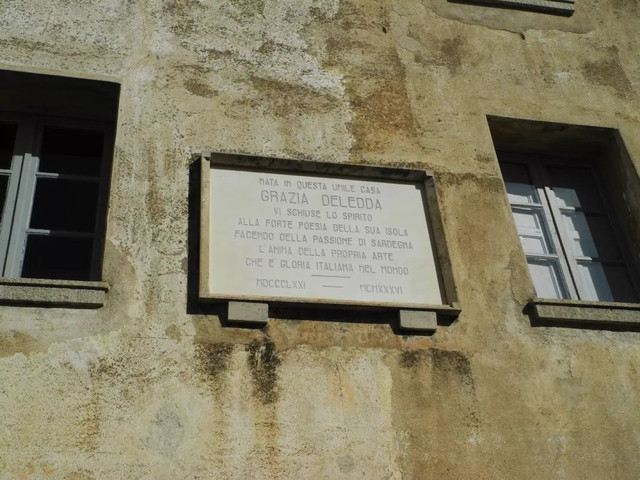 NATA IN QUESTA UMILE CASA
GRAZIA DELEDDA
VI SCHIUSE LO SPIRITO
ALLA FORTE POESIA DELLA SUA ISOLA
FACENDO DELLA PASSIONE DI SARDEGNA
L'ANIMA DELLA PROPRIA ARTE
CHE È GLORIA ITALIANA NEL MONDO
MDCCCLXXI — MCMXXXVI